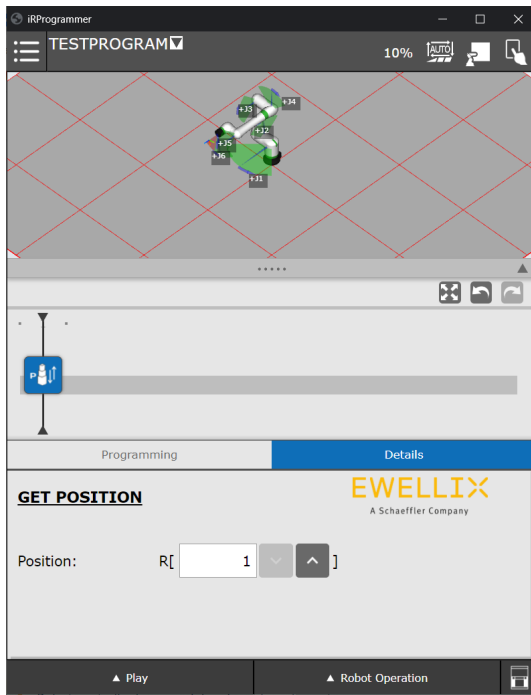 iRProgrammer
TESTPROGRAM
10%
AUTO
+J3
+J4
+J2
+J5
+J6
+J1
P
Programming
Details
GET POSITION
EWELLIX
A Schaeffler Company
Position:
R[ 1 ]
Play
Robot Operation